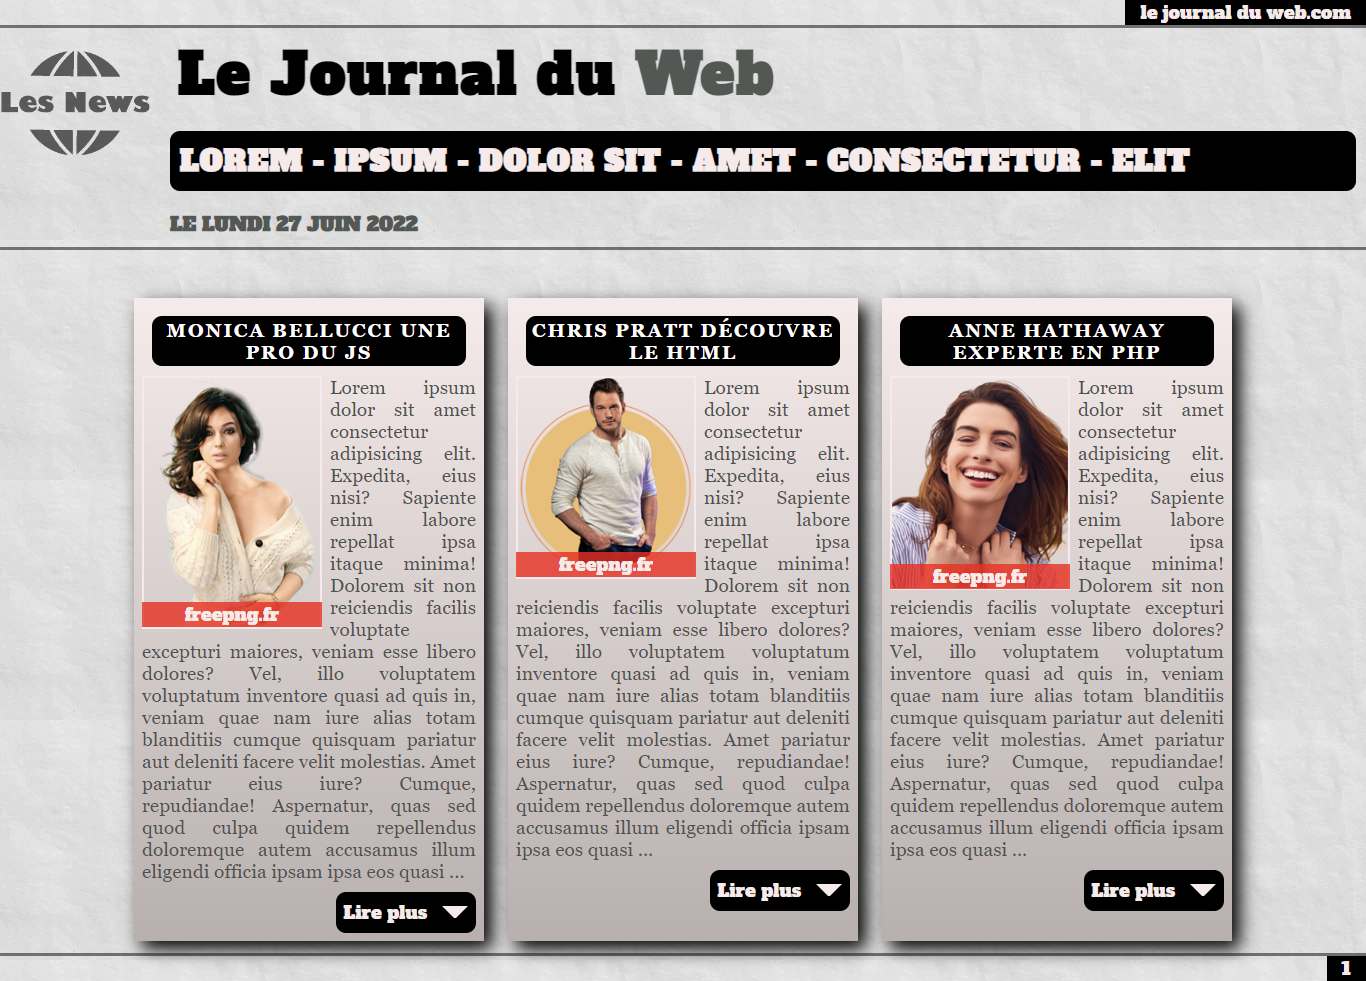 le journal du web.com
Les News
Le Journal du Web
LOREM - IPSUM - DOLOR SIT - AMET - CONSECTETUR - ELIT
LE LUNDI 27 JUIN 2022
MONICA BELLUCCI UNE
PRO DU JS
freepng.fr
Lorem ipsum
dolor sit amet
consectetur
adipisicing elit.
Expedita, eius
nisi? Sapiente
enim labore
repellat ipsa
itaque minima!
Dolorem sit non
reiciendis facilis
voluptate
excepturi maiores, veniam esse libero
dolores? Vel, illo voluptatem
voluptatum inventore quasi ad quis in,
veniam quae nam iure alias totam
blanditiis cumque quisquam pariatur
aut deleniti facere velit molestias. Amet
pariatur eius iure? Cumque,
repudiandae! Aspernatur, quas sed
quod culpa quidem repellendus
doloremque autem accusamus illum
eligendi officia ipsam ipsa eos quasi ...
Lire plus
CHRIS PRATT DÉCOUVRE
LE HTML
freepng.fr
Lorem ipsum
dolor sit amet
consectetur
adipisicing elit.
Expedita, eius
nisi? Sapiente
enim labore
repellat ipsa
itaque minima!
Dolorem sit non
reiciendis facilis voluptate excepturi
maiores, veniam esse libero dolores?
Vel, illo voluptatem voluptatum
inventore quasi ad quis in, veniam
quae nam iure alias totam blanditiis
cumque quisquam pariatur aut deleniti
facere velit molestias. Amet pariatur
eius iure? Cumque, repudiandae!
Aspernatur, quas sed quod culpa
quidem repellendus doloremque autem
accusamus illum eligendi officia ipsam
ipsa eos quasi ...
Lire plus
ANNE HATHAWAY
EXPERTE EN PHP
freepng.fr
Lorem ipsum
dolor sit amet
consectetur
adipisicing elit.
Expedita, eius
nisi? Sapiente
enim labore
repellat ipsa
itaque minima!
Dolorem sit non
reiciendis facilis voluptate excepturi
maiores, veniam esse libero dolores?
Vel, illo voluptatem voluptatum
inventore quasi ad quis in, veniam
quae nam iure alias totam blanditiis
cumque quisquam pariatur aut deleniti
facere velit molestias. Amet pariatur
eius iure? Cumque, repudiandae!
Aspernatur, quas sed quod culpa
quidem repellendus doloremque autem
accusamus illum eligendi officia ipsam
ipsa eos quasi ...
Lire plus
1